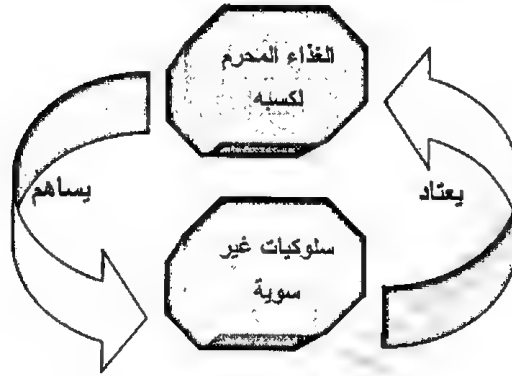 الغذاء المحرم
لكسبه
يساهم
يعتاد
سلوكيات غير
سوية